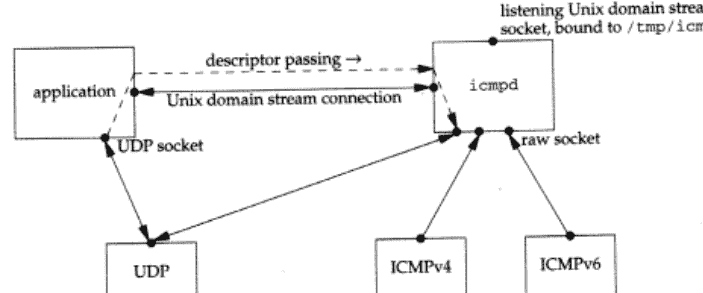 listening Unix domain strea
socket, bound to /tmp/icm
descriptor passing →
application
icmpd
Unix domain stream connection
UDP socket
raw socket
UDP
ICMPv4
ICMPv6